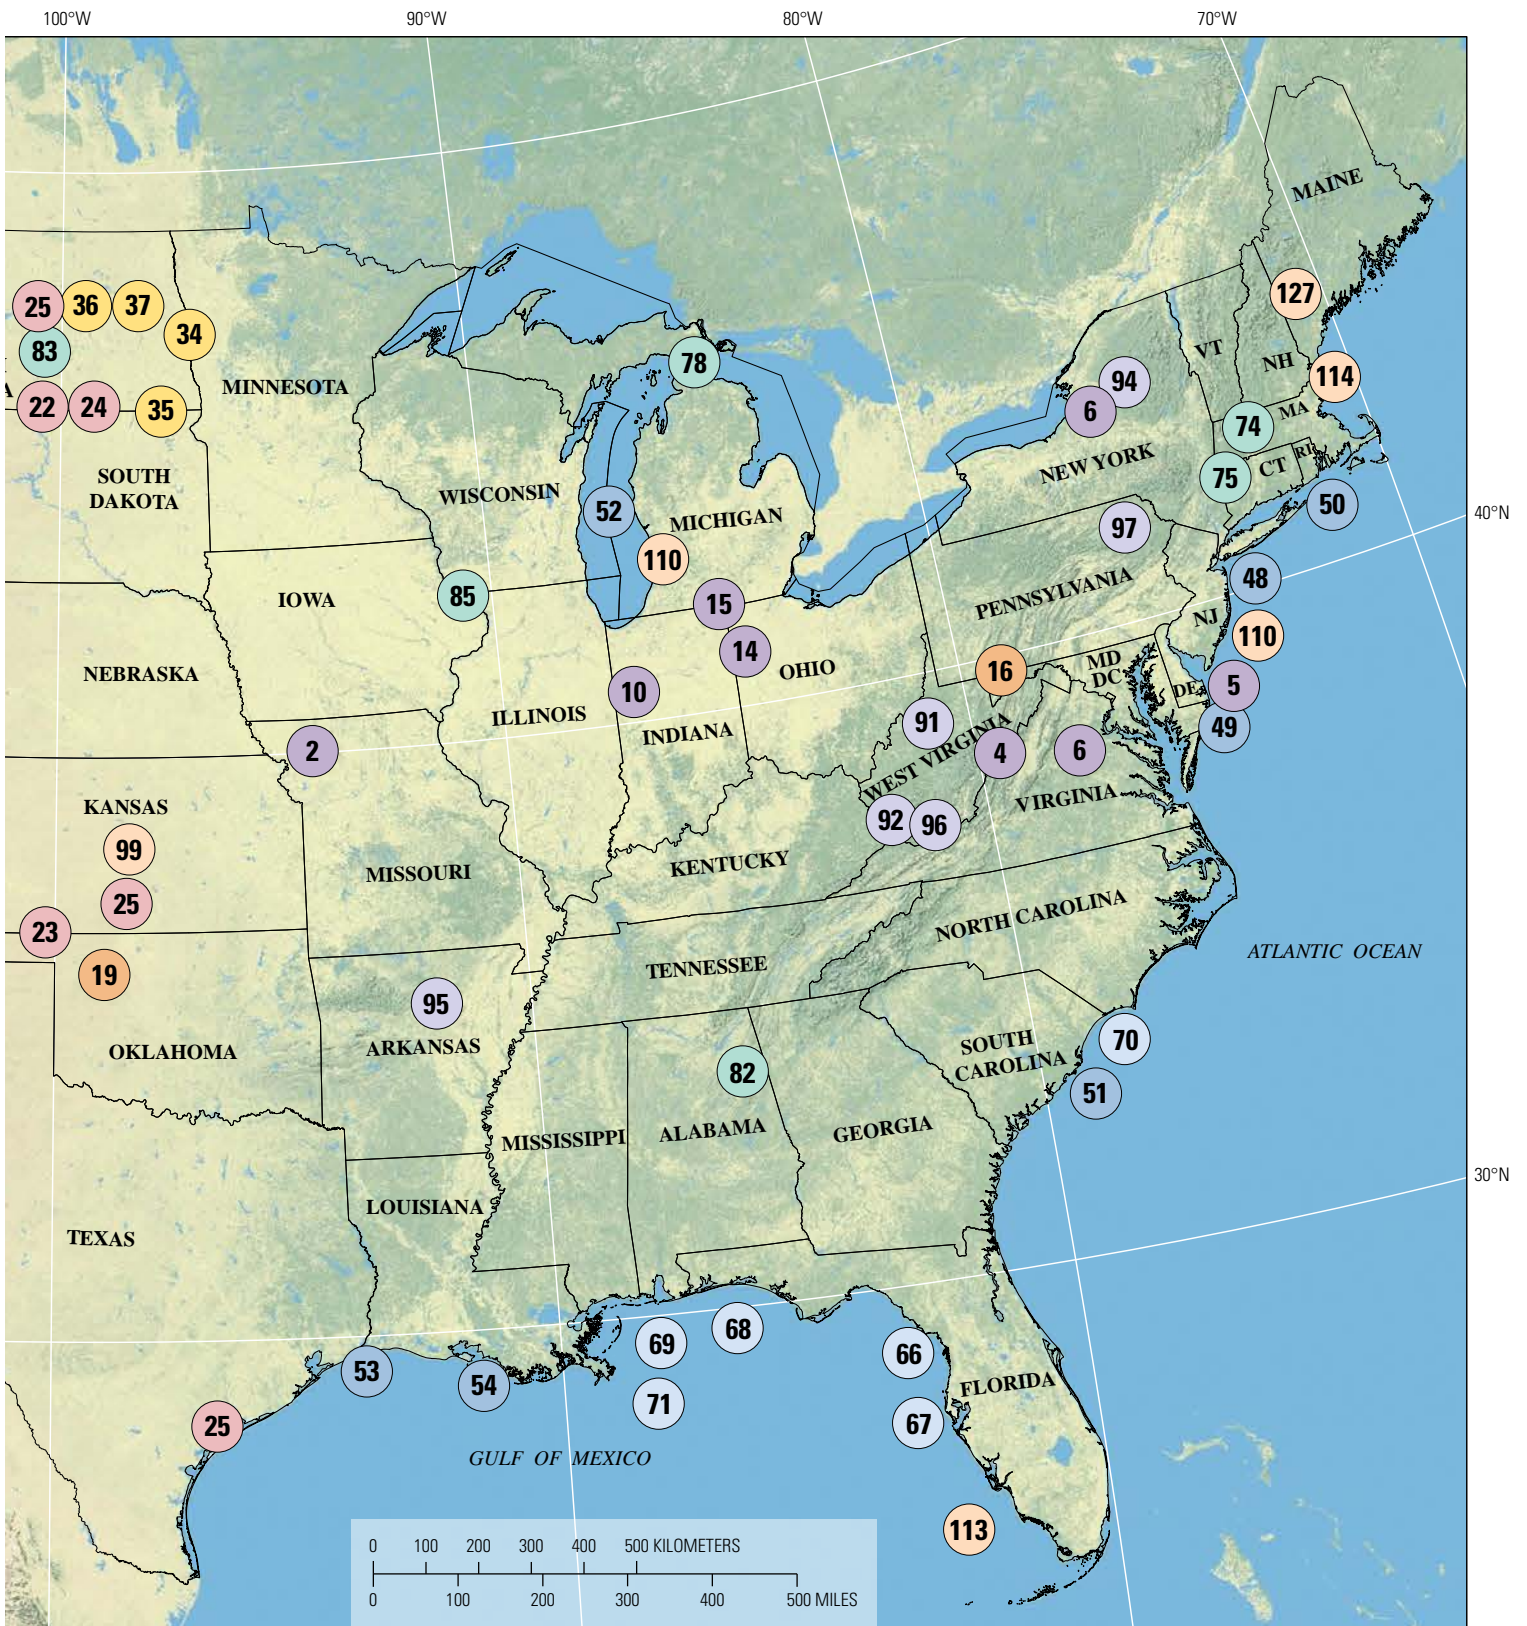 100°W
90°W
80°W
70°W
MAINE
127
25
36
37
34
83
78
VT
NH
114
A
MINNESOTA
94
6
22
24
35
MA
74
NEW YORK
CT
RI
75
SOUTH
DAKOTA
WISCONSIN
52
MICHIGAN
50
40°N
97
110
48
PENNSYLVANIA
IOWA
85
15
NJ
110
14
OHIO
MD
DC
NEBRASKA
16
DE
5
10
ILLINOIS
INDIANA
91
49
2
WEST VIRGINIA
4
6
VIRGINIA
KANSAS
92
96
99
MISSOURI
KENTUCKY
25
23
NORTH CAROLINA
ATLANTIC OCEAN
19
TENNESSEE
95
OKLAHOMA
ARKANSAS
SOUTH
CAROLINA
70
82
51
MISSISSIPPI
ALABAMA
GEORGIA
30°N
LOUISIANA
TEXAS
69
68
66
53
54
FLORIDA
71
67
25
GULF OF MEXICO
113
0 100 200 300 400 500 KILOMETERS
0 100 200 300 400 500 MILES